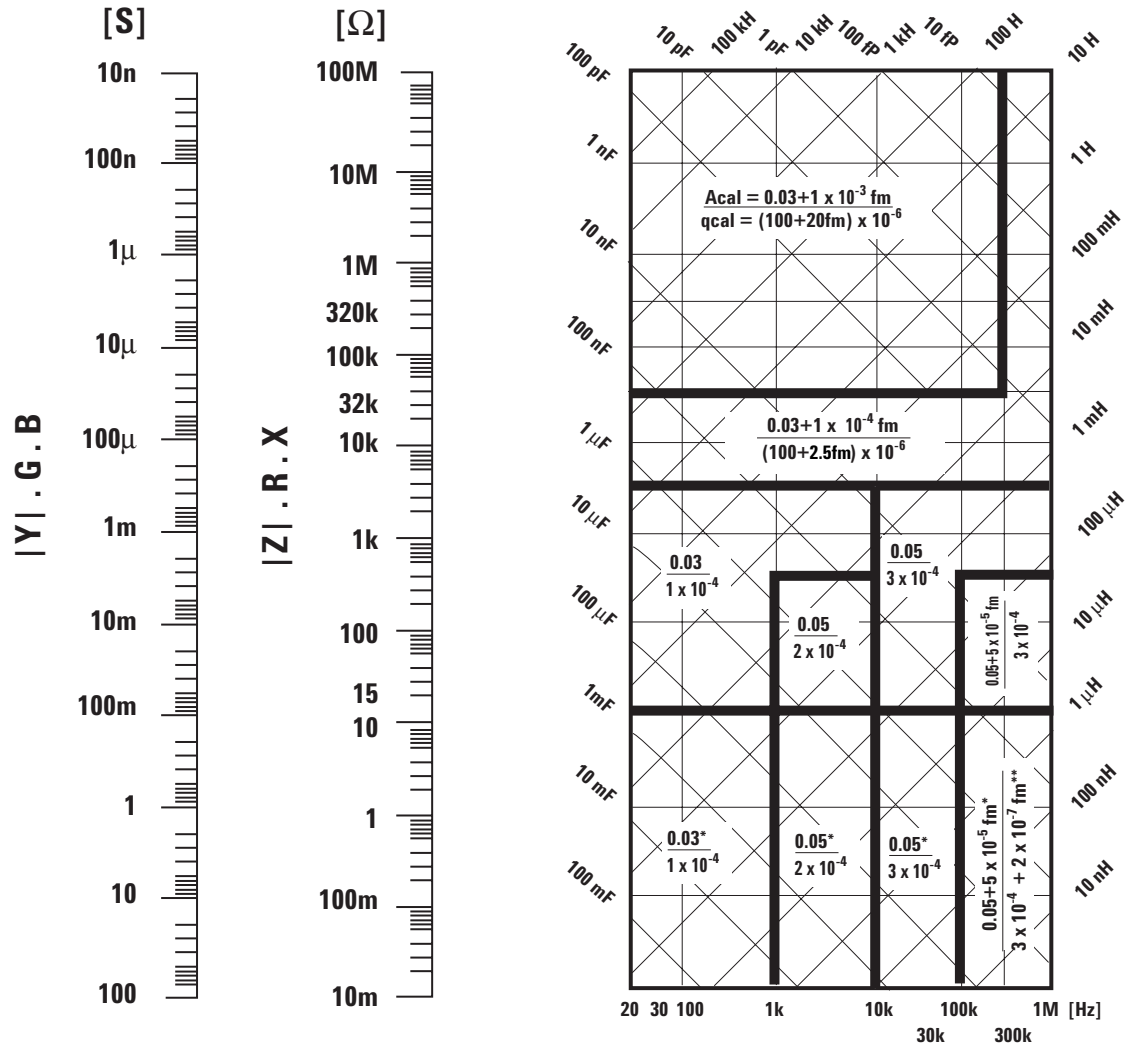 [S]
10n
100n
1μ
10μ
100μ
1m
10m
100m
1
10
100
|Y| . G . B
[Ω]
100M
10M
1M
320k
100k
32k
10k
1k
100
15
10
1
100m
10m
|Z| . R . X
10 pF
100 kH
1 pF
10 kH
100 fP
1 kH
10 fP
100 H
10 H
100 pF
1 nF
10 nF
100 nF
1 μF
10 μF
100 μF
1mF
10 mF
100 mF
1 H
100 mH
10 mH
1 mH
100 μH
10 μH
1 μH
100 nH
10 nH
Acal = 0.03+1 x 10-3 fm
qcal = (100+20fm) x 10-6
0.03+1 x 10-4 fm
(100+2.5fm) x 10-6
0.03
1 x 10-4
0.05
2 x 10-4
0.05
3 x 10-4
0.05+5 x 10-5 fm
3 x 10-4
0.03*
1 x 10-4
0.05*
2 x 10-4
0.05*
3 x 10-4
0.05+5 x 10-5 fm*
3 x 10-4 + 2 x 10-7 fm**
20 30 100 1k 10k 100k 1M [Hz]
30k 300k